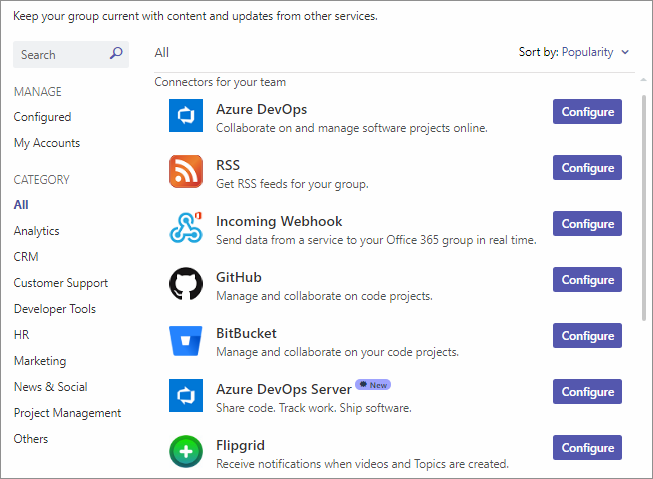 Keep your group current with content and updates from other services.
Search
All
Sort by: Popularity
MANAGE
Configured
My Accounts
CATEGORY
All
Analytics
CRM
Customer Support
Developer Tools
HR
Marketing
News & Social
Project Management
Others
Connectors for your team
Azure DevOps
Collaborate on and manage software projects online.
Configure
RSS
Get RSS feeds for your group.
Configure
Incoming Webhook
Send data from a service to your Office 365 group in real time.
Configure
GitHub
Manage and collaborate on code projects.
Configure
BitBucket
Manage and collaborate on your code projects.
Configure
Azure DevOps Server New
Share code. Track work. Ship software.
Configure
Flipgrid
Receive notifications when videos and Topics are created.
Configure